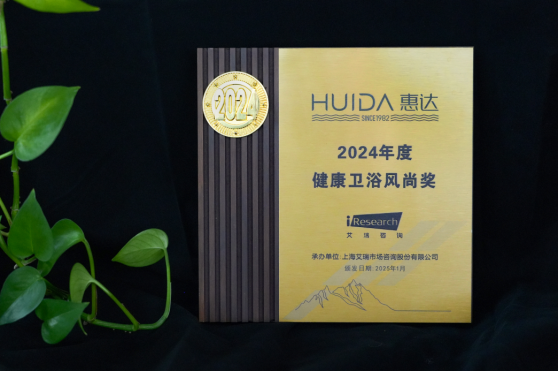 2024
HUIDA 惠达
SINCE 1982
2024年度
健康卫浴风尚奖
iResearch
艾瑞咨询
承办单位:上海艾瑞市场咨询股份有限公司
颁发日期:2025年1月